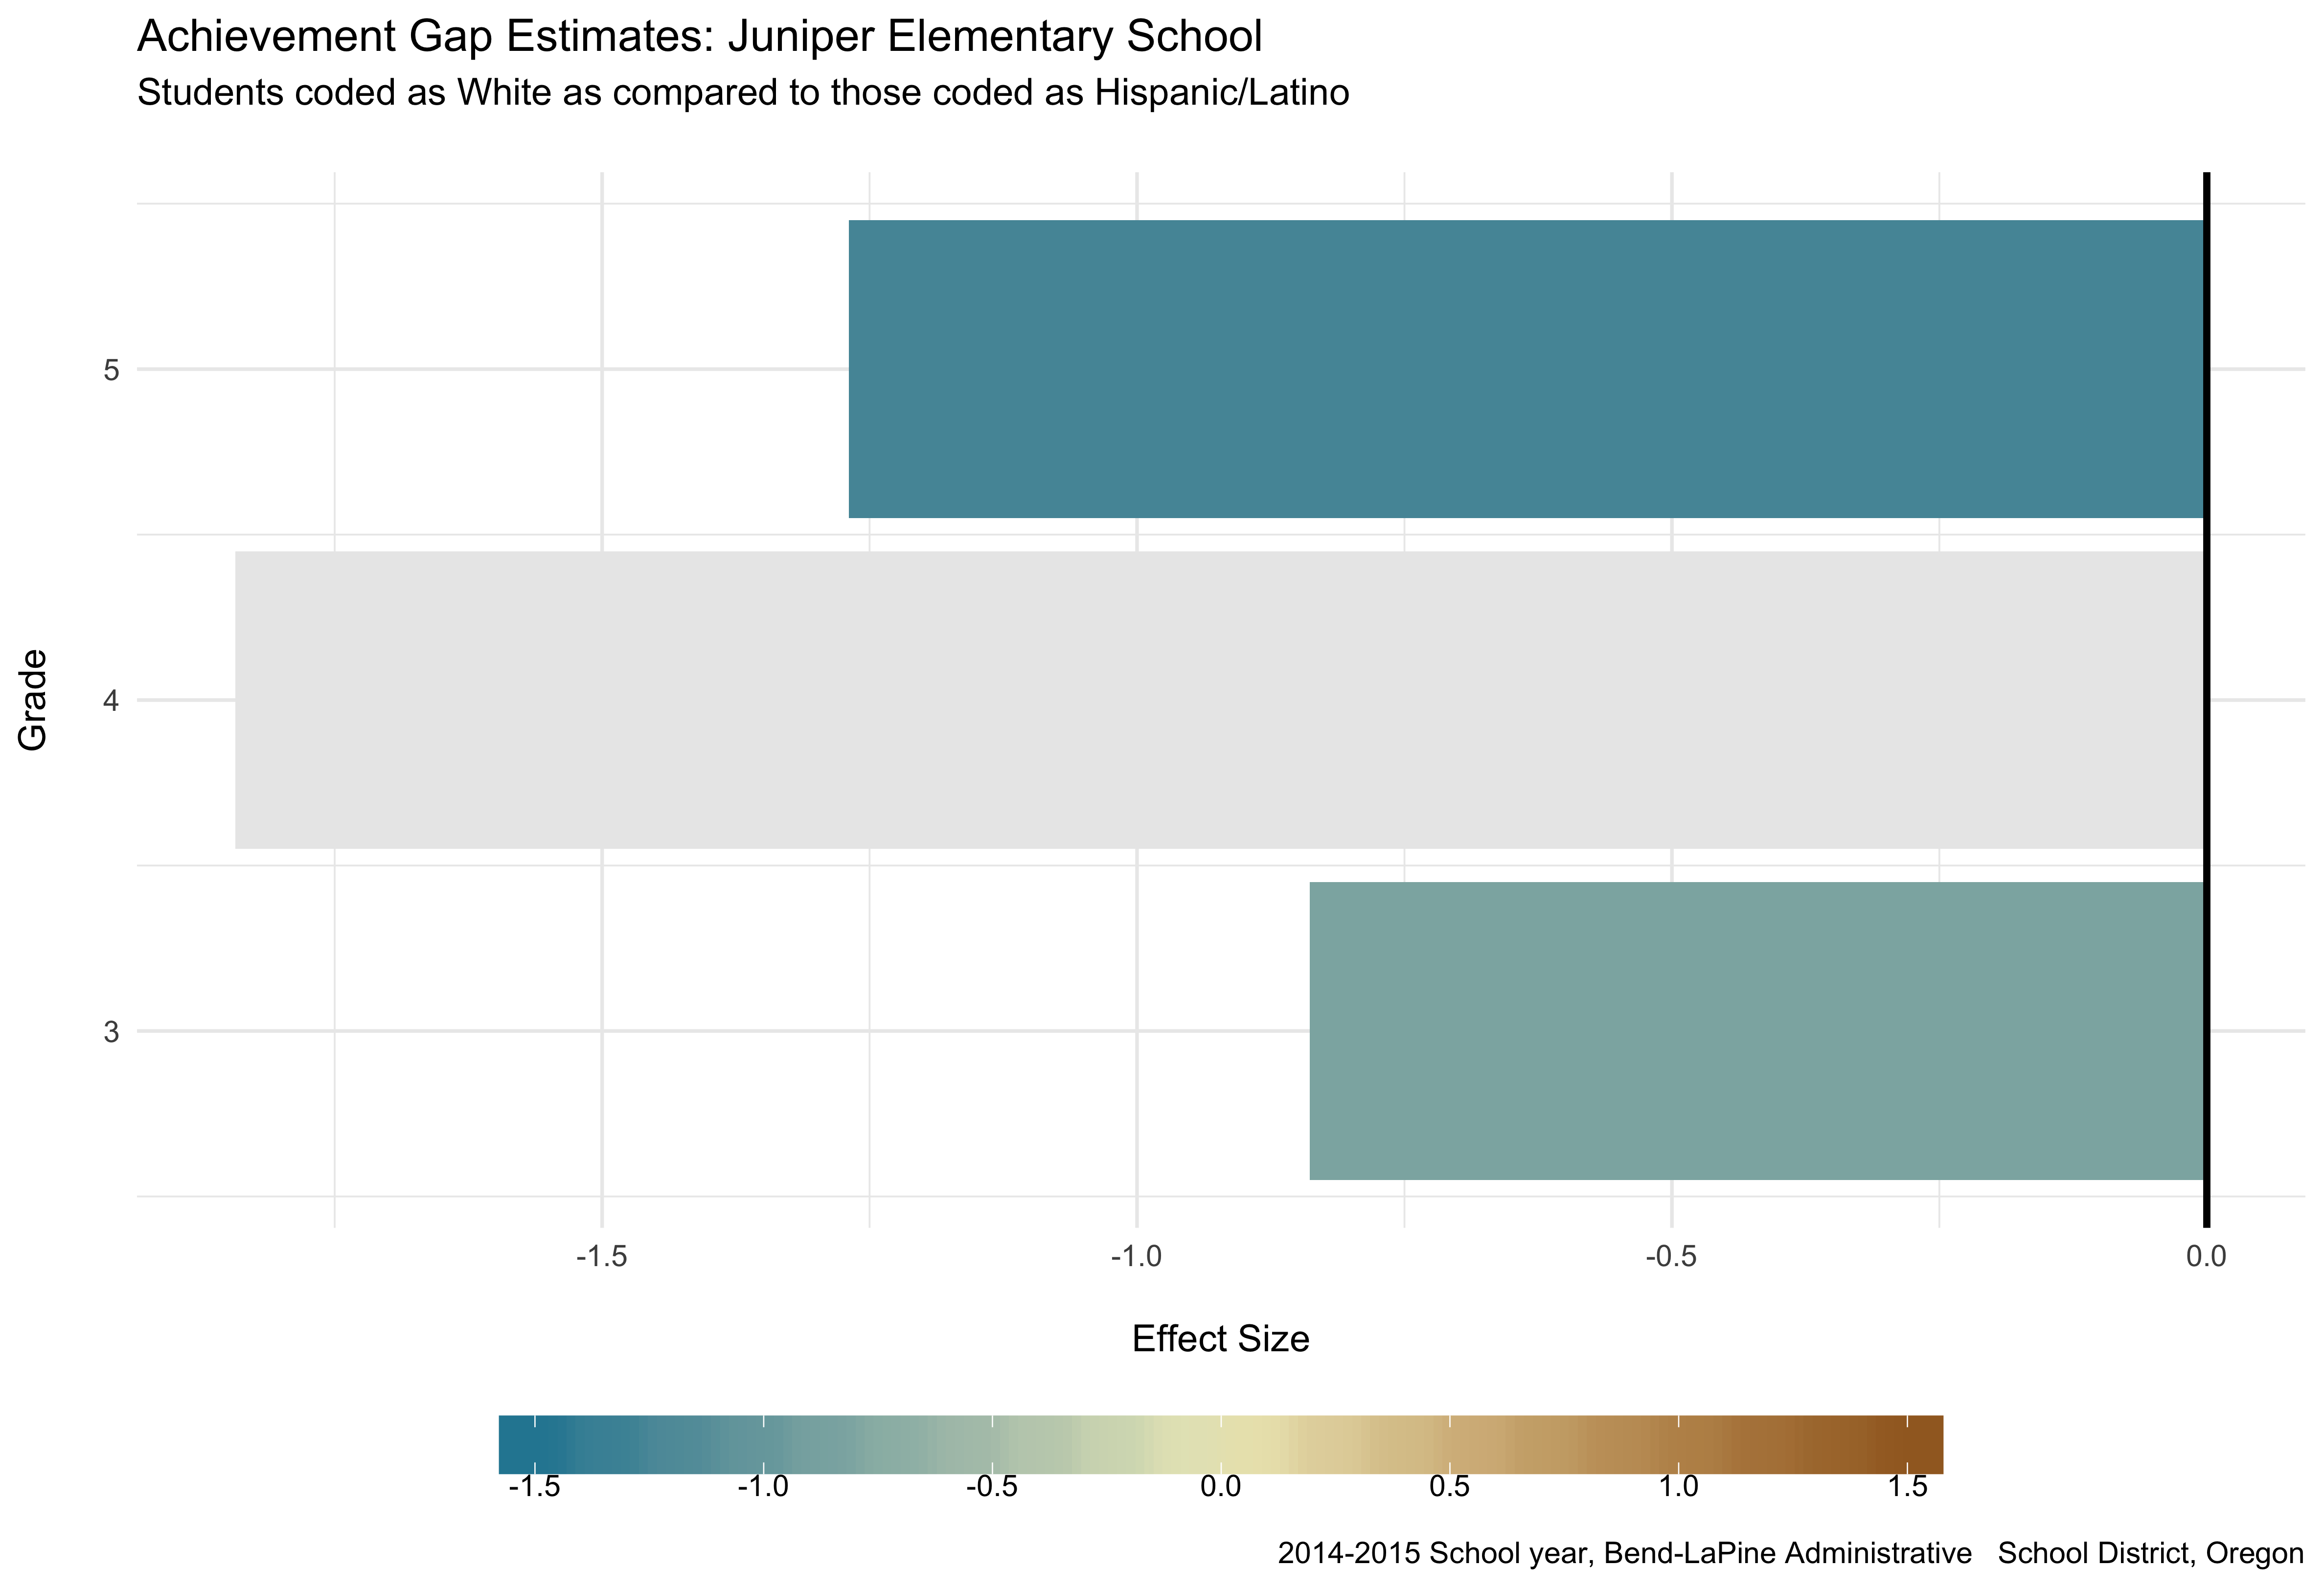 Achievement Gap Estimates: Juniper Elementary School
Students coded as White as compared to those coded as Hispanic/Latino
5
4
3
Grade
-1.5 -1.0 -0.5 0.0
Effect Size
-1.5 -1.0 -0.5 0.0 0.5 1.0 1.5
2014-2015 School year, Bend-LaPine Administrative   School District, Oregon